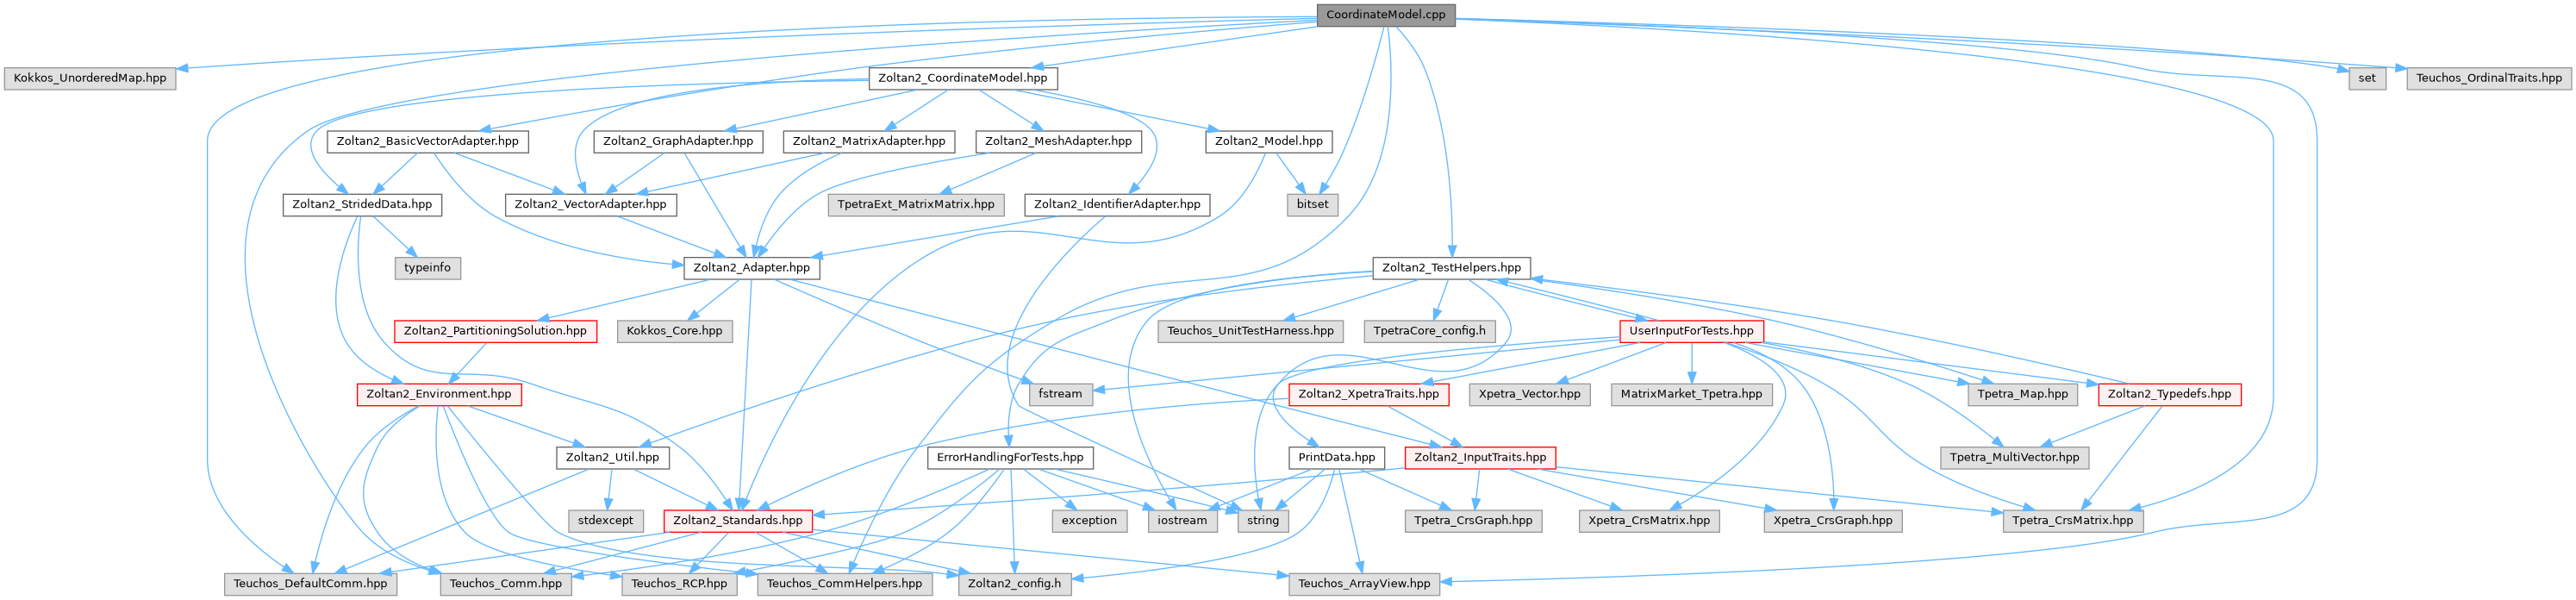 CoordinateModel.cpp
Kokkos_UnorderedMap.hpp
Zoltan2_CoordinateModel.hpp
set
Teuchos_OrdinalTraits.hpp
Zoltan2_BasicVectorAdapter.hpp
Zoltan2_GraphAdapter.hpp
Zoltan2_MatrixAdapter.hpp
Zoltan2_MeshAdapter.hpp
Zoltan2_Model.hpp
Zoltan2_StridedData.hpp
Zoltan2_VectorAdapter.hpp
TpetraExt_MatrixMatrix.hpp
Zoltan2_IdentifierAdapter.hpp
bitset
typeinfo
Zoltan2_Adapter.hpp
Zoltan2_TestHelpers.hpp
Zoltan2_PartitioningSolution.hpp
Kokkos_Core.hpp
Teuchos_UnitTestHarness.hpp
TpetraCore_config.h
UserInputForTests.hpp
Zoltan2_Environment.hpp
fstream
Zoltan2_XpetraTraits.hpp
Xpetra_Vector.hpp
MatrixMarket_Tpetra.hpp
Tpetra_Map.hpp
Zoltan2_Typedefs.hpp
Zoltan2_Util.hpp
ErrorHandlingForTests.hpp
PrintData.hpp
Zoltan2_InputTraits.hpp
Tpetra_MultiVector.hpp
stdexcept
Zoltan2_Standards.hpp
exception
iostream
string
Tpetra_CrsGraph.hpp
Xpetra_CrsMatrix.hpp
Xpetra_CrsGraph.hpp
Tpetra_CrsMatrix.hpp
Teuchos_DefaultComm.hpp
Teuchos_Comm.hpp
Teuchos_RCP.hpp
Teuchos_CommHelpers.hpp
Zoltan2_config.h
Teuchos_ArrayView.hpp